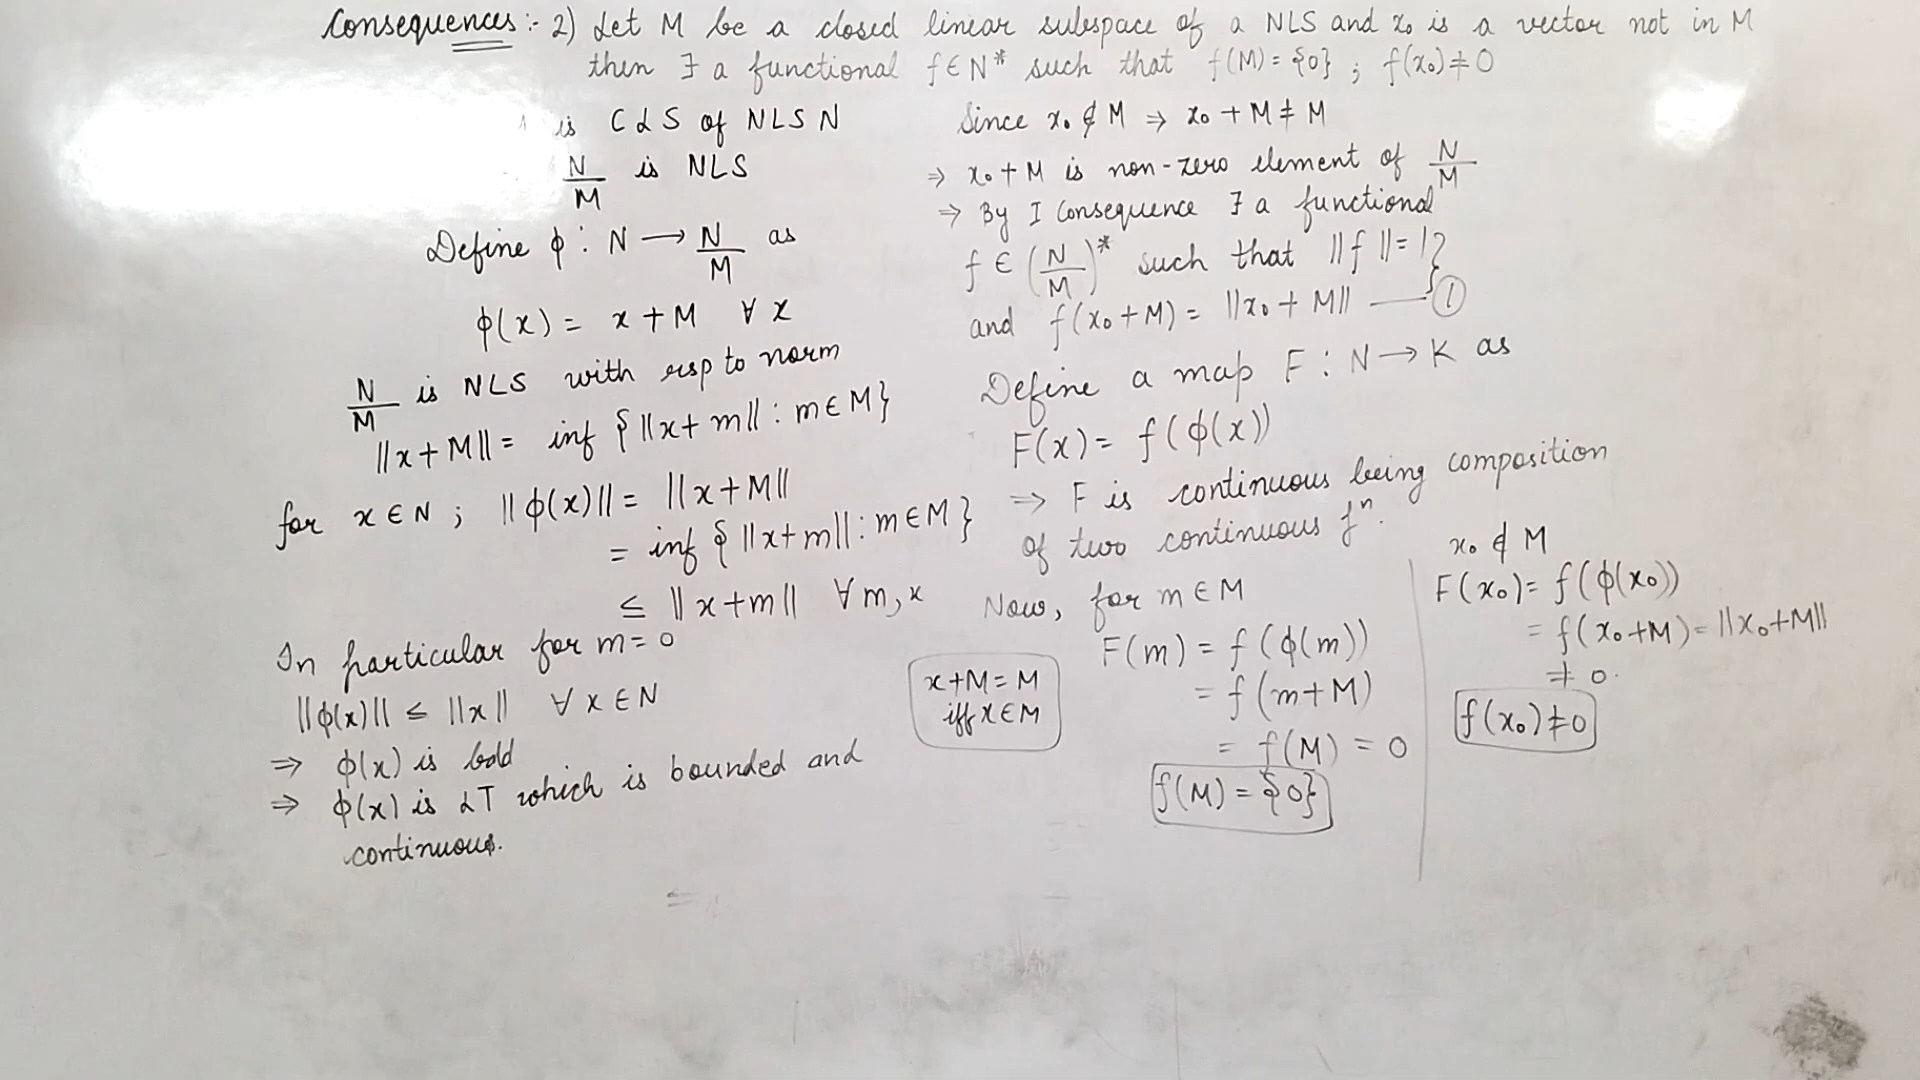 Consequences :- 2) Let M be a closed linear subspace of a NLS and x₀ is a vector not in M
then ∃ a functional f ∈ N* such that f(M) = {0} ; f(x₀) ≠ 0
is CLS of NLS N
N/M is NLS
Define ϕ : N → N/M as
ϕ(x) = x + M ∀ x
N/M is NLS with resp to norm
||x + M|| = inf { ||x + m|| : m ∈ M}
for x ∈ N ; ||ϕ(x)|| = ||x + M||
= inf { ||x + m|| : m ∈ M}
≤ ||x + m|| ∀ m, x
In particular for m = 0
||ϕ(x)|| ≤ ||x|| ∀ x ∈ N
⇒ ϕ(x) is bdd
⇒ ϕ(x) is LT which is bounded and
continuous.
Since x₀ ∉ M ⇒ x₀ + M ≠ M
⇒ x₀ + M is non-zero element of N/M
⇒ By I Consequence ∃ a functional
f ∈ (N/M)* such that ||f|| = 1 }
and f(x₀ + M) = ||x₀ + M|| — ①
Define a map F : N → K as
F(x) = f(ϕ(x))
⇒ F is continuous being composition
of two continuous fⁿ.
Now, for m ∈ M
F(m) = f(ϕ(m))
= f(m + M)
= f(M) = 0
f(M) = {0}
x + M = M
iff x ∈ M
x₀ ∉ M
F(x₀) = f(ϕ(x₀))
= f(x₀ + M) = ||x₀ + M||
≠ 0.
f(x₀) ≠ 0